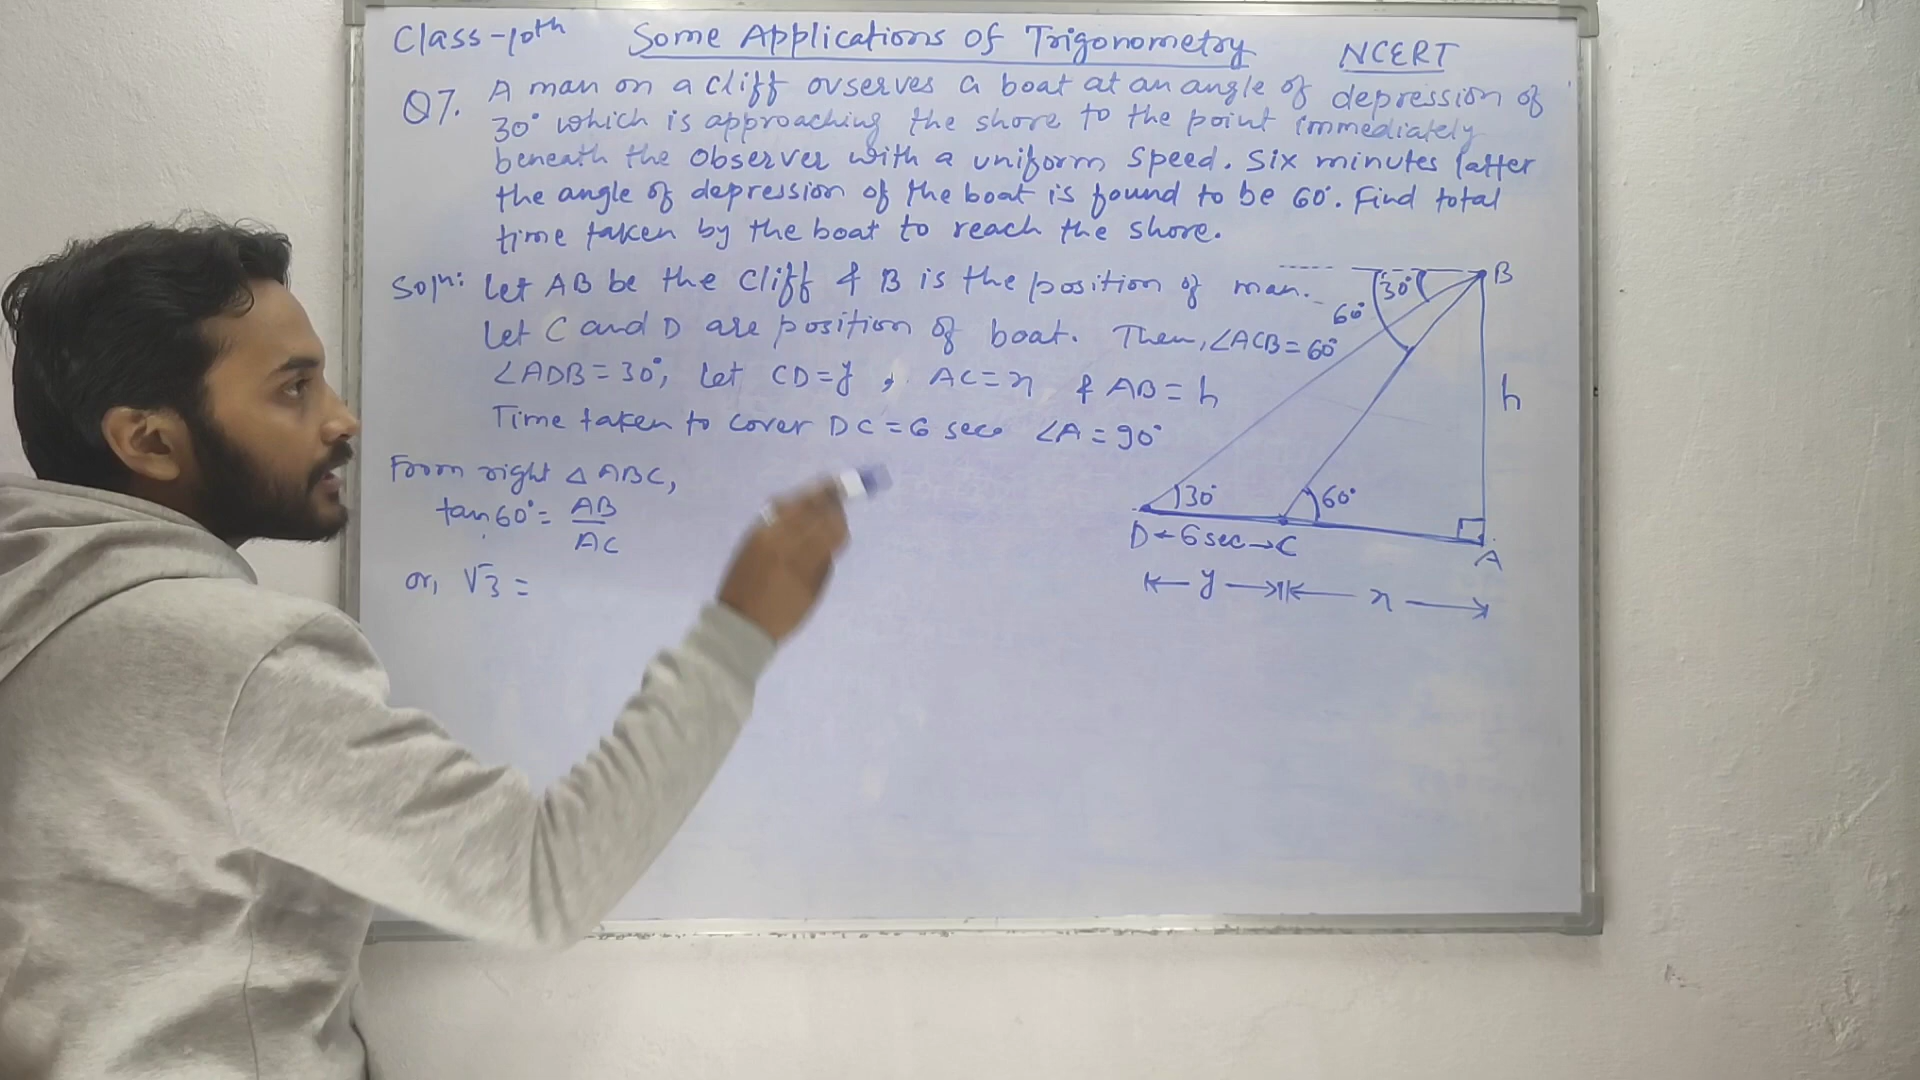 Class-10th Some Applications of Trigonometry NCERT
Q7. A man on a cliff ovserves a boat at an angle of depression of
30° which is approaching the shore to the point immediately
beneath the observer with a uniform speed. Six minutes latter
the angle of depression of the boat is found to be 60°. Find total
time taken by the boat to reach the shore.
Soln: Let AB be the cliff & B is the position of man.
Let C and D are position of boat. Then, ∠ACB = 60°
∠ADB = 30°, Let CD = y, AC = x & AB = h
Time taken to cover DC = 6 sec ∠A = 90°
From right △ ABC,
tan 60° = AB/AC
or, √3 =
B
30°
60°
h
30° 60°
D ← 6 sec → C
A
y x